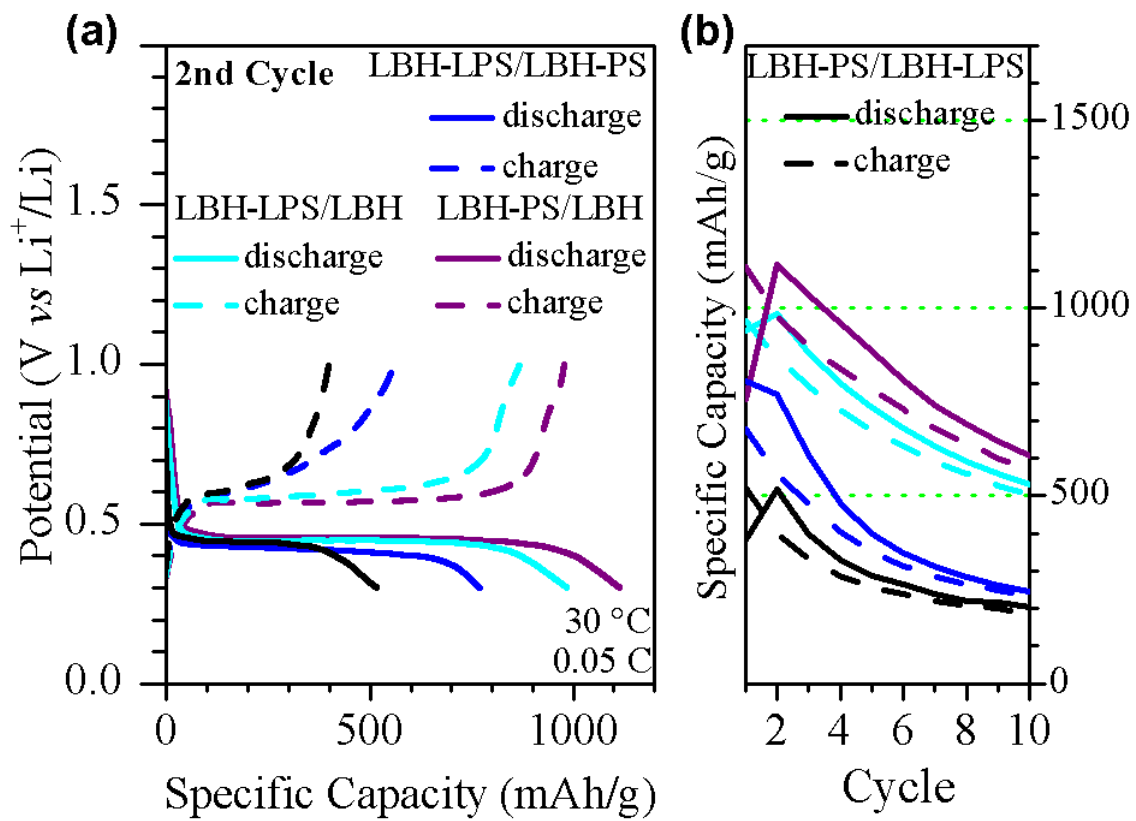 (a)
2nd Cycle
LBH-LPS/LBH-PS
discharge
charge
LBH-LPS/LBH
discharge
charge
LBH-PS/LBH
discharge
charge
30 °C
0.05 C
Potential (V vs Li⁺/Li)
1.5
1.0
0.5
0.0
0
500
1000
Specific Capacity (mAh/g)
(b)
LBH-PS/LBH-LPS
discharge
charge
Specific Capacity (mAh/g)
1500
1000
500
0
2
4
6
8
10
Cycle